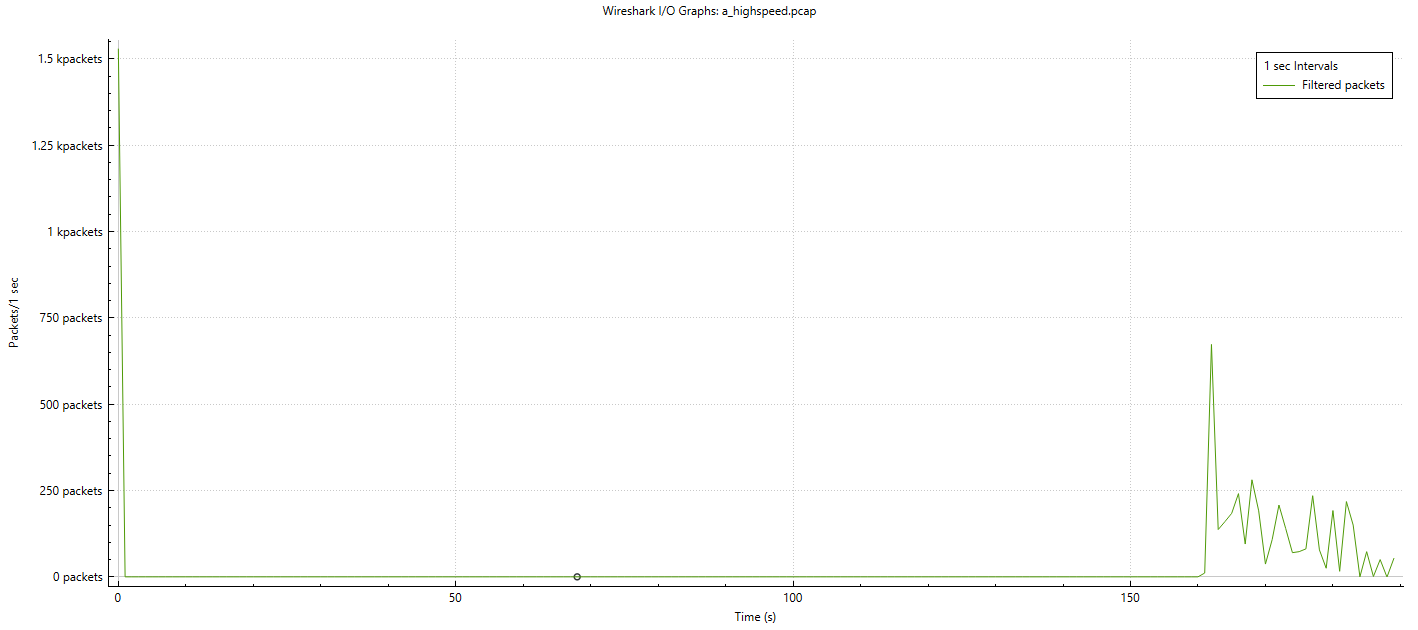 Wireshark I/O Graphs: a_highspeed.pcap
1.5 kpackets
1.25 kpackets
1 kpackets
750 packets
500 packets
250 packets
0 packets
Packets/1 sec
1 sec Intervals
Filtered packets
0
50
100
150
Time (s)